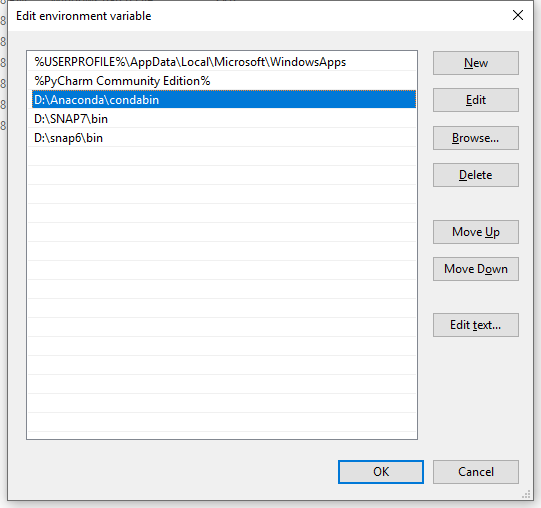 Edit environment variable
%USERPROFILE%\AppData\Local\Microsoft\WindowsApps
%PyCharm Community Edition%
D:\Anaconda\condabin
D:\SNAP7\bin
D:\snap6\bin
New
Edit
Browse...
Delete
Move Up
Move Down
Edit text...
OK
Cancel